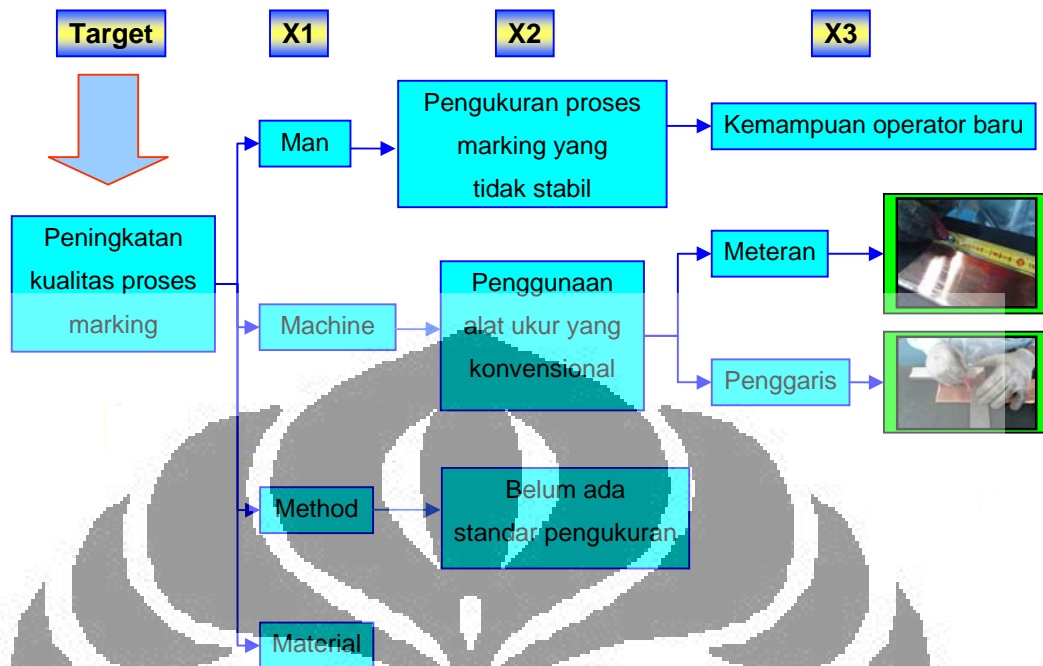 Target
X1
X2
X3
Man
Pengukuran proses
marking yang
tidak stabil
Kemampuan operator baru
Peningkatan
kualitas proses
marking
Machine
Penggunaan
alat ukur yang
konvensional
Meteran
Penggaris
Method
Belum ada
standar pengukuran
Material